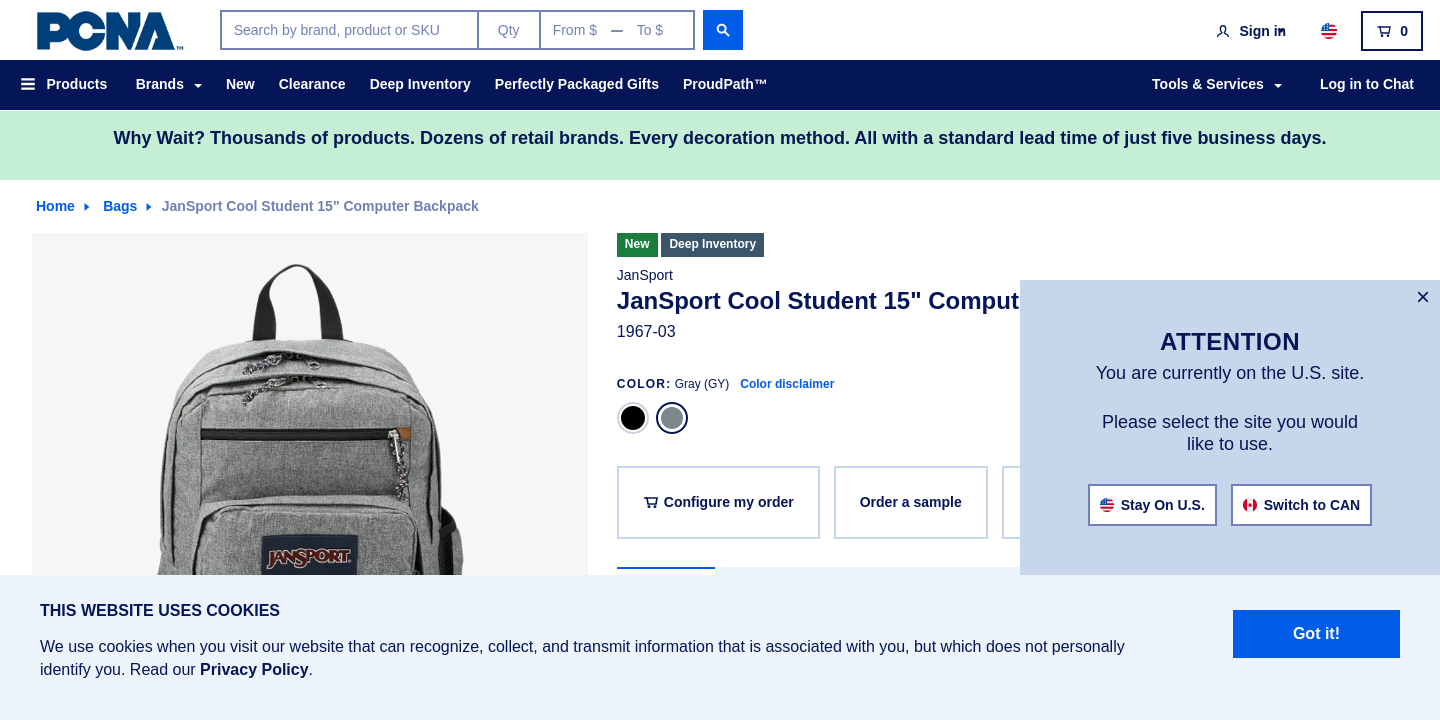 PCNA™
Search by brand, product or SKU
Qty
From $ — To $
Sign in
0
Products
Brands
New
Clearance
Deep Inventory
Perfectly Packaged Gifts
ProudPath™
Tools & Services
Log in to Chat
Why Wait? Thousands of products. Dozens of retail brands. Every decoration method. All with a standard lead time of just five business days.
Home
Bags
JanSport Cool Student 15" Computer Backpack
New
Deep Inventory
JanSport
JanSport Cool Student 15" Comput
1967-03
COLOR: Gray (GY)
Color disclaimer
Configure my order
Order a sample
JANSPORT
×
ATTENTION
You are currently on the U.S. site.
Please select the site you would
like to use.
Stay On U.S.
Switch to CAN
THIS WEBSITE USES COOKIES
We use cookies when you visit our website that can recognize, collect, and transmit information that is associated with you, but which does not personally
identify you. Read our Privacy Policy.
Got it!